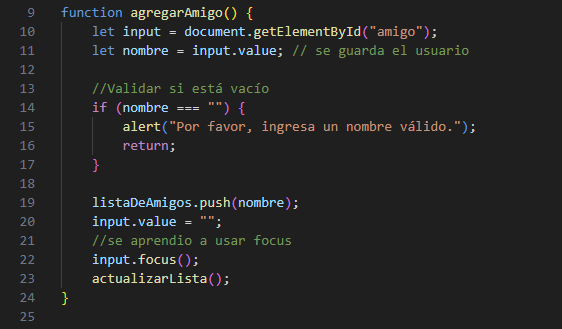 9 function agregarAmigo() {
10 let input = document.getElementById("amigo");
11 let nombre = input.value; // se guarda el usuario
12
13 //Validar si está vacío
14 if (nombre === "") {
15 alert("Por favor, ingresa un nombre válido.");
16 return;
17 }
18
19 listaDeAmigos.push(nombre);
20 input.value = "";
21 //se aprendio a usar focus
22 input.focus();
23 actualizarLista();
24 }
25